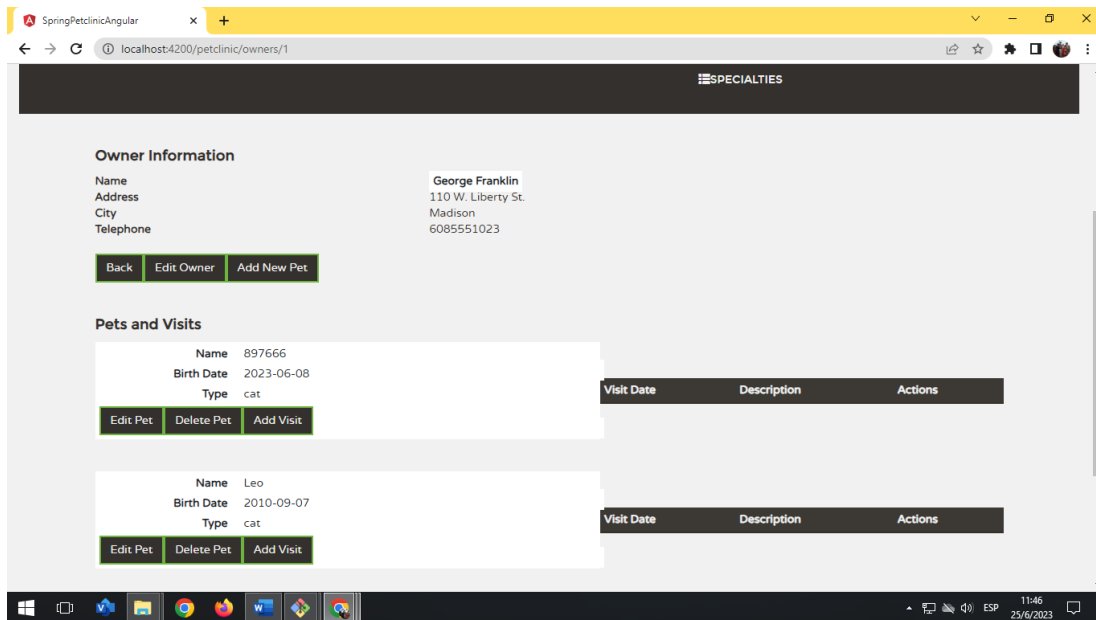 SpringPetclinicAngular
localhost:4200/petclinic/owners/1
SPECIALTIES
Owner Information
Name George Franklin
Address 110 W. Liberty St.
City Madison
Telephone 6085551023
Back Edit Owner Add New Pet
Pets and Visits
Name 897666
Birth Date 2023-06-08
Type cat
Visit Date Description Actions
Edit Pet Delete Pet Add Visit
Name Leo
Birth Date 2010-09-07
Type cat
Visit Date Description Actions
Edit Pet Delete Pet Add Visit
ESP
11:46
25/6/2023